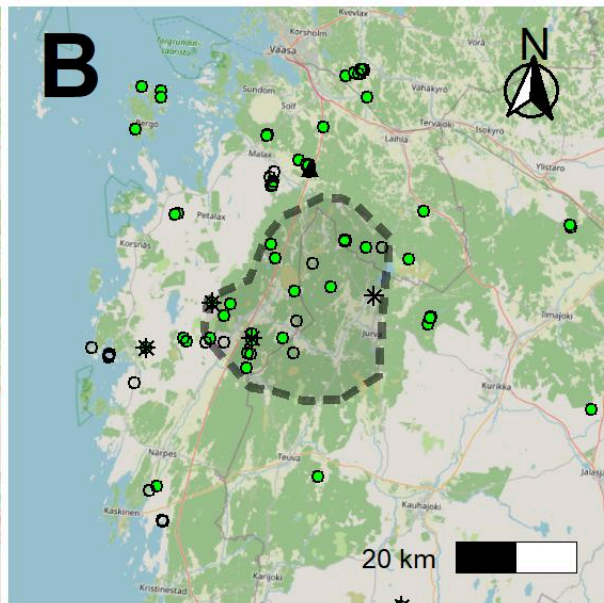 Kvevlax
B
Korsholm
N
Vaasa
Vörå
Sundom
Solf
Vähäkyrö
Tervajoki
Isokyrö
Bergö
Laihia
Ylistaro
Malax
Petalax
Korsnäs
Ilmajoki
Jurva
Kurikka
Närpes
Teuva
Jalasjä
Kaskinen
Kauhajoki
20 km
Karijoki
Kristinestad